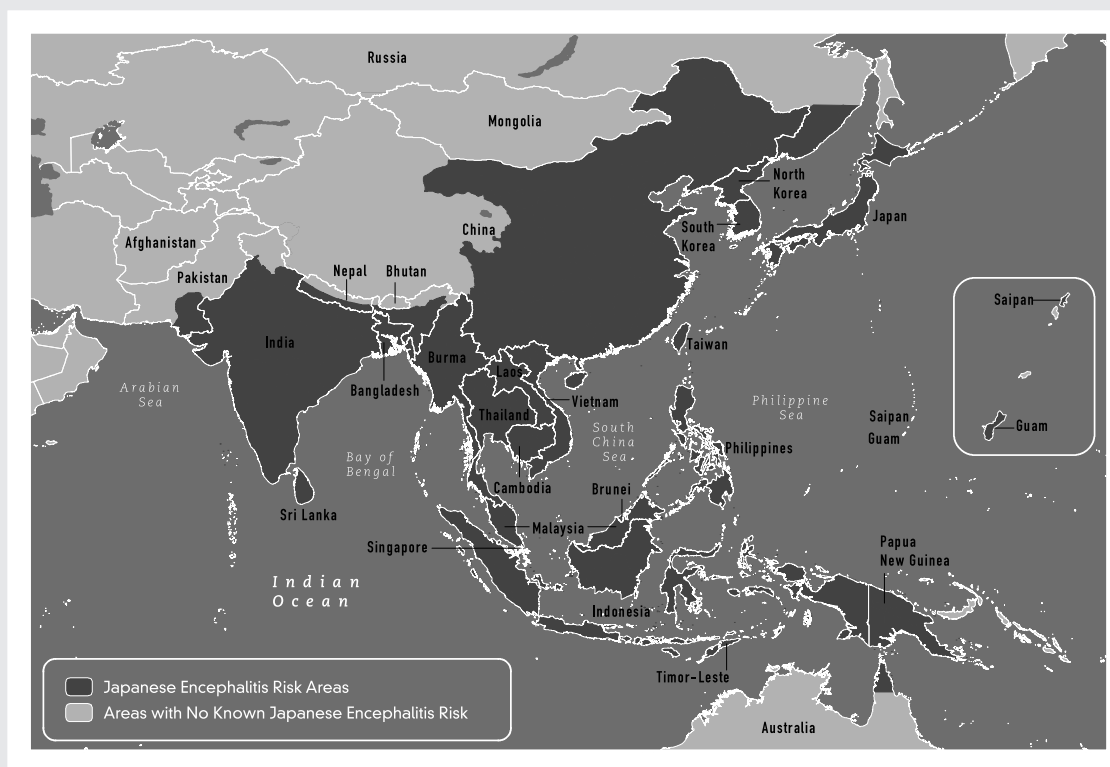 Russia
Mongolia
North
Korea
China
South
Korea
Japan
Afghanistan
Pakistan
Nepal
Bhutan
Saipan
India
Burma
Taiwan
Laos
Bangladesh
Arabian
Sea
Vietnam
Thailand
Philippine
Sea
Saipan
Guam
Guam
South
China
Sea
Bay of
Bengal
Philippines
Cambodia
Brunei
Sri Lanka
Malaysia
Singapore
Papua
New Guinea
Indian
Ocean
Indonesia
Timor-Leste
Australia
Japanese Encephalitis Risk Areas
Areas with No Known Japanese Encephalitis Risk